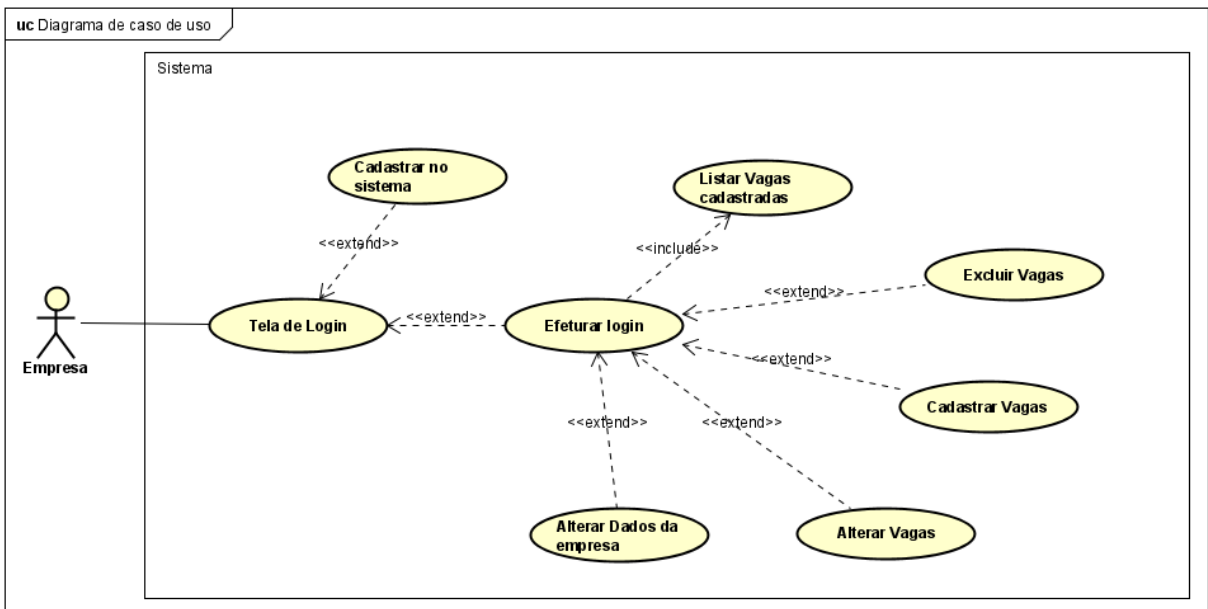 uc Diagrama de caso de uso
Sistema
Cadastrar no
sistema
Listar Vagas
cadastradas
<<extend>>
<<include>>
Excluir Vagas
<<extend>>
Tela de Login
<<extend>>
Efeturar login
Empresa
<<extend>>
Cadastrar Vagas
<<extend>>
<<extend>>
Alterar Dados da
empresa
Alterar Vagas